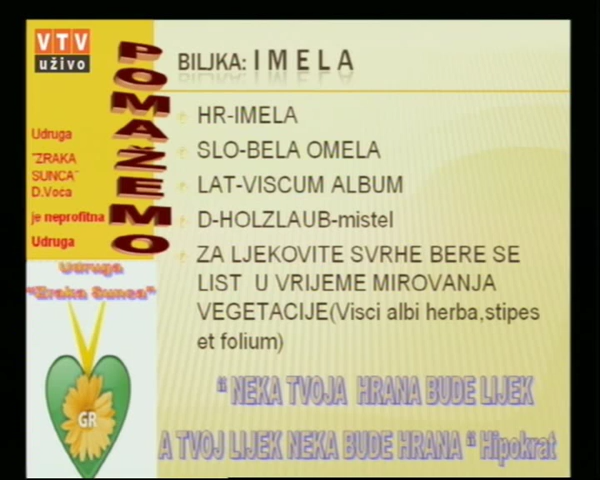 VTV
uživo
POMAŽEMO
Udruga
"ZRAKA
SUNCA"
D.Voća
je neprofitna
Udruga
Udruga
"Zraka Sunca"
GR
BILJKA: I M E L A
HR-IMELA
SLO-BELA OMELA
LAT-VISCUM ALBUM
D-HOLZLAUB-mistel
ZA LJEKOVITE SVRHE BERE SE
LIST U VRIJEME MIROVANJA
VEGETACIJE(Visci albi herba,stipes
et folium)
" NEKA TVOJA HRANA BUDE LIJEK
A TVOJ LIJEK NEKA BUDE HRANA " Hipokrat